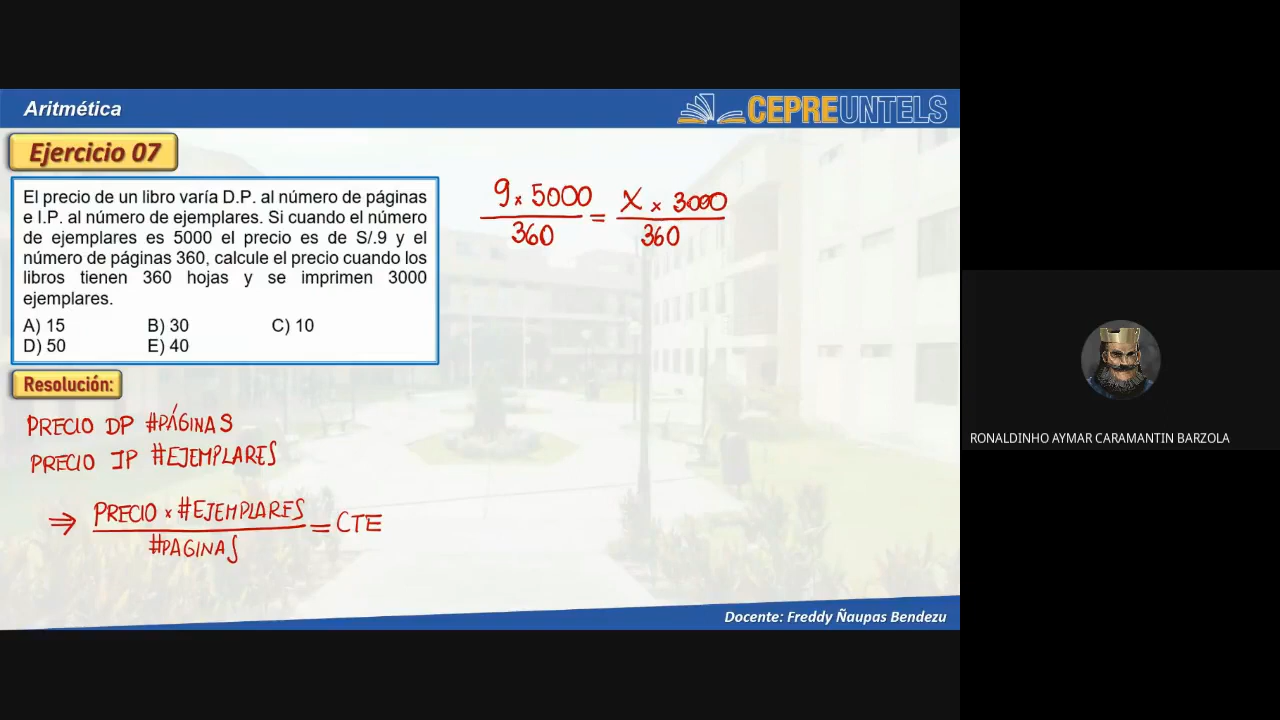 Aritmética
CEPREUNTELS
Ejercicio 07
El precio de un libro varía D.P. al número de páginas
e I.P. al número de ejemplares. Si cuando el número
de ejemplares es 5000 el precio es de S/.9 y el
número de páginas 360, calcule el precio cuando los
libros tienen 360 hojas y se imprimen 3000
ejemplares.
A) 15 B) 30 C) 10
D) 50 E) 40
9 x 5000 = X x 3000
360 360
Resolución:
PRECIO DP #PÁGINAS
PRECIO IP #EJEMPLARES
⇒ PRECIO x #EJEMPLARES = CTE
#PAGINAS
Docente: Freddy Ñaupas Bendezu
RONALDINHO AYMAR CARAMANTIN BARZOLA